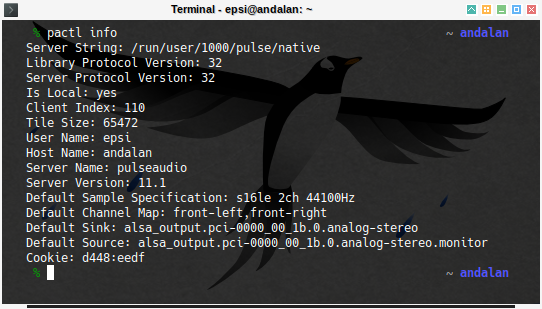 Terminal - epsi@andalan: ~
% pactl info ~ andalan
Server String: /run/user/1000/pulse/native
Library Protocol Version: 32
Server Protocol Version: 32
Is Local: yes
Client Index: 110
Tile Size: 65472
User Name: epsi
Host Name: andalan
Server Name: pulseaudio
Server Version: 11.1
Default Sample Specification: s16le 2ch 44100Hz
Default Channel Map: front-left,front-right
Default Sink: alsa_output.pci-0000_00_1b.0.analog-stereo
Default Source: alsa_output.pci-0000_00_1b.0.analog-stereo.monitor
Cookie: d448:eedf
% ~ andalan